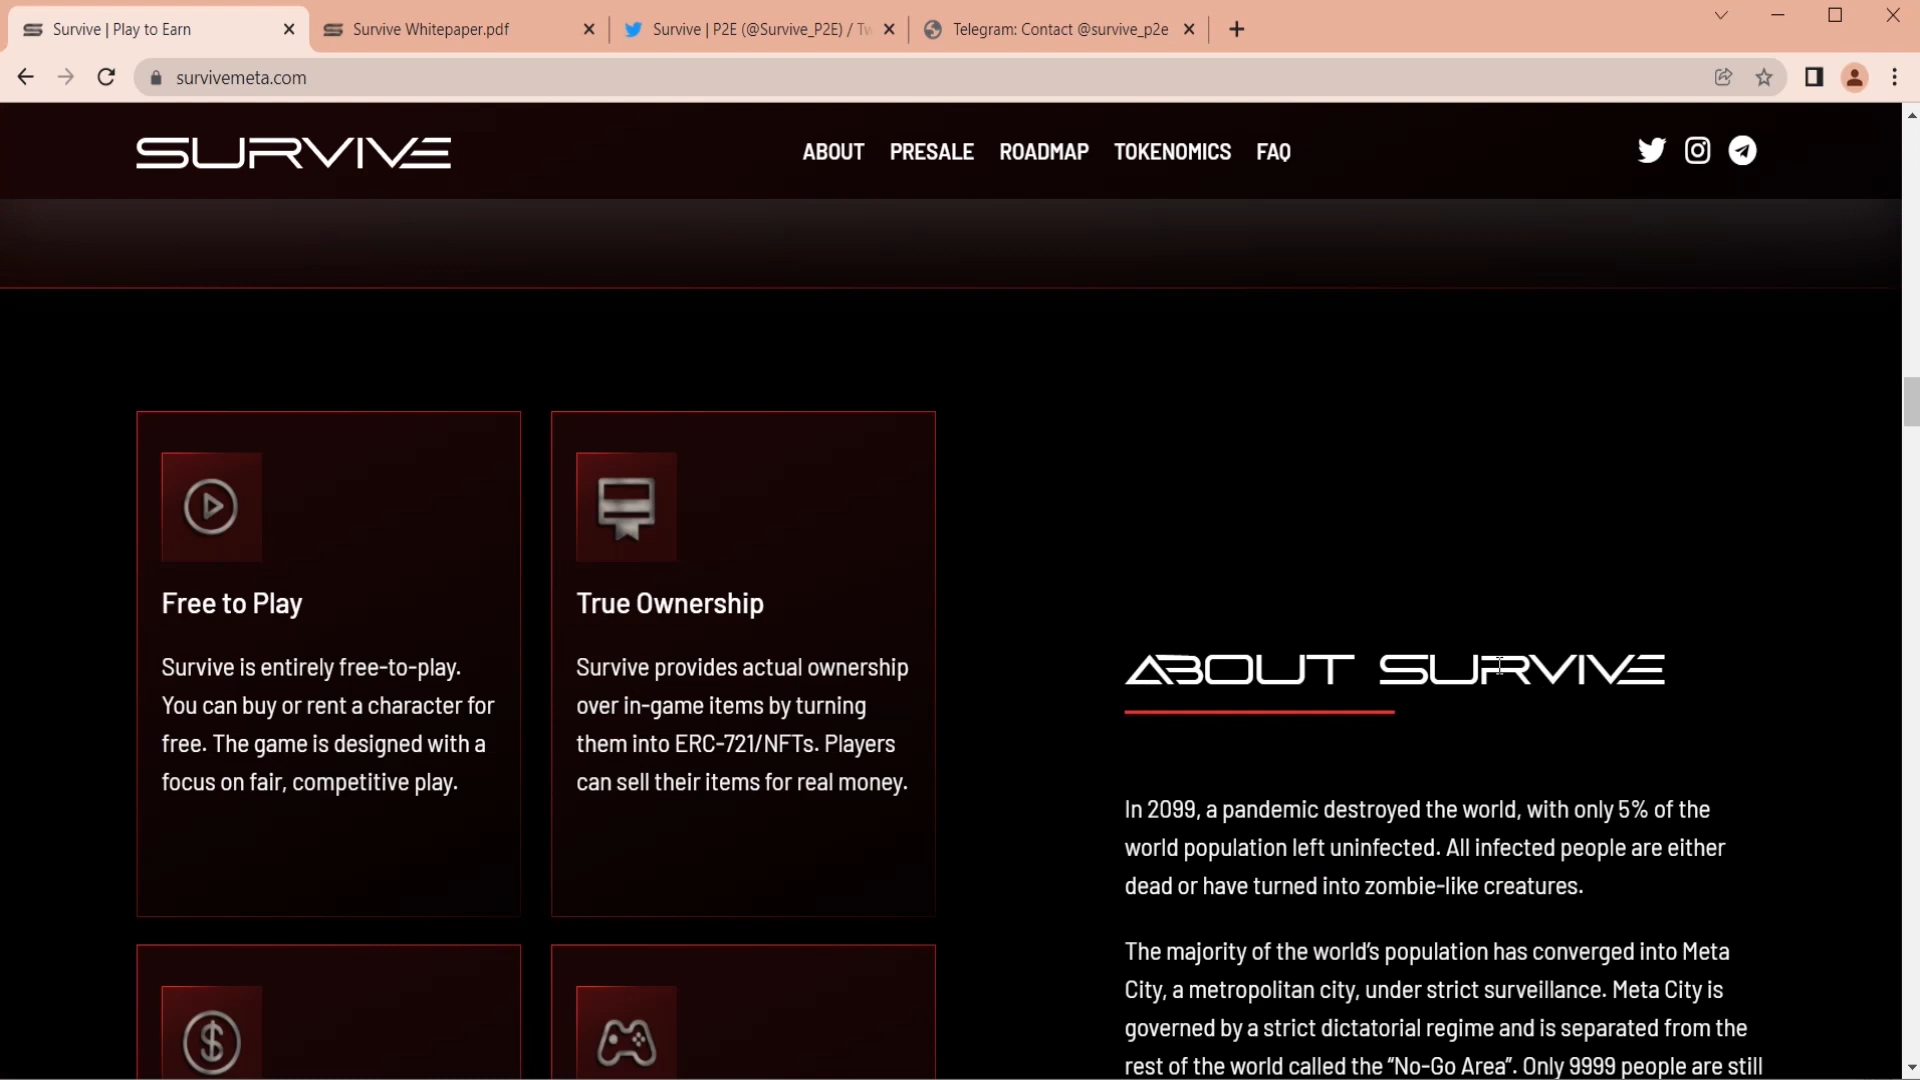 Survive | Play to Earn
Survive Whitepaper.pdf
Survive | P2E (@Survive_P2E) / Tw
Telegram: Contact @survive_p2e
survivemeta.com
SURVIVE
ABOUT PRESALE ROADMAP TOKENOMICS FAQ
Free to Play
Survive is entirely free-to-play.
You can buy or rent a character for
free. The game is designed with a
focus on fair, competitive play.
True Ownership
Survive provides actual ownership
over in-game items by turning
them into ERC-721/NFTs. Players
can sell their items for real money.
ABOUT SURVIVE
In 2099, a pandemic destroyed the world, with only 5% of the
world population left uninfected. All infected people are either
dead or have turned into zombie-like creatures.
The majority of the world’s population has converged into Meta
City, a metropolitan city, under strict surveillance. Meta City is
governed by a strict dictatorial regime and is separated from the
rest of the world called the “No-Go Area”. Only 9999 people are still